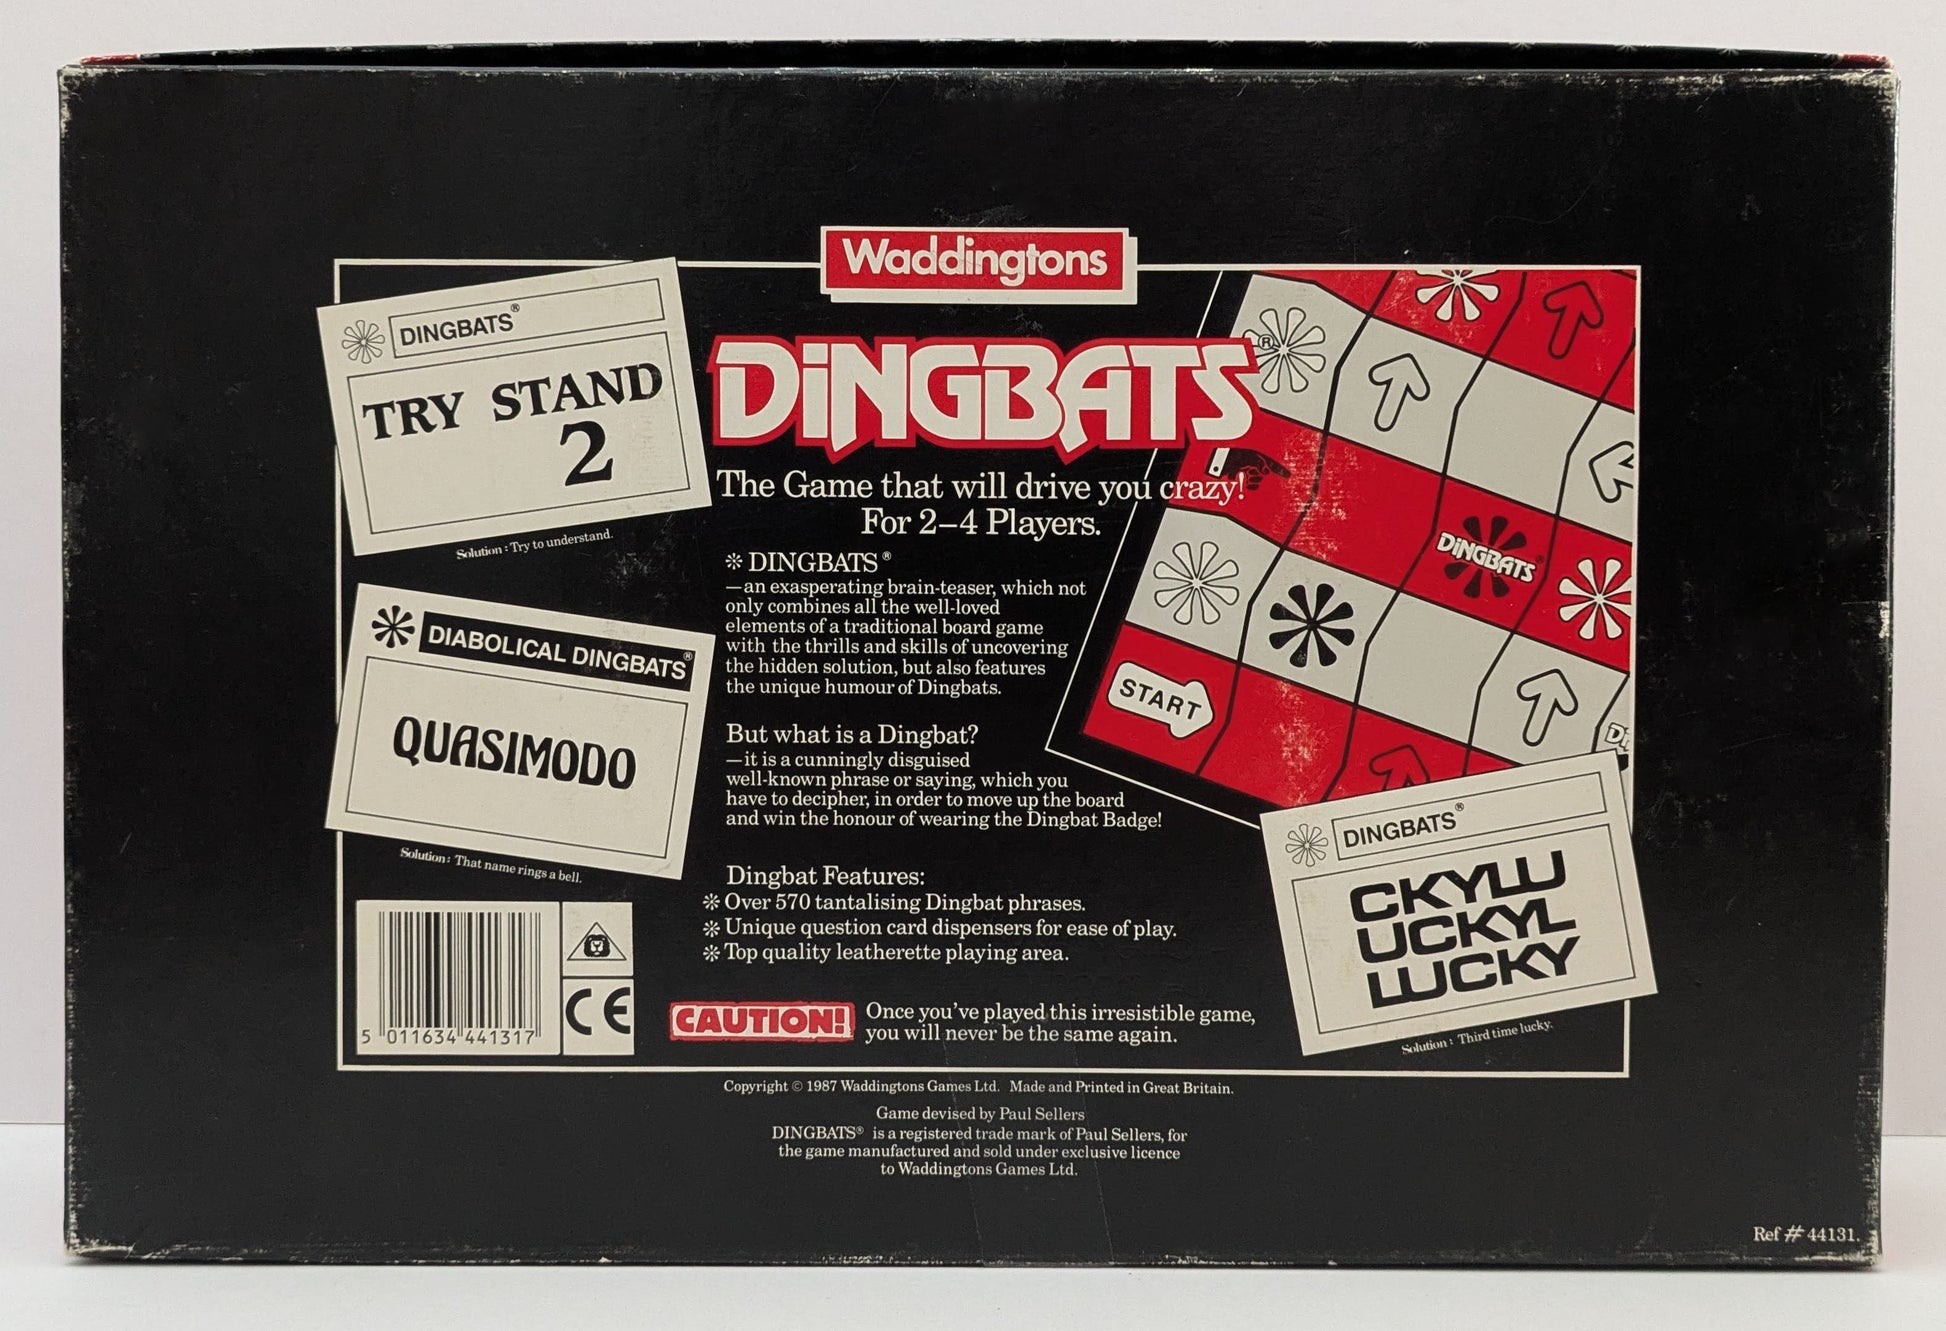 Waddingtons
DINGBATS®
TRY STAND
2
Solution : Try to understand.
DIABOLICAL DINGBATS®
QUASIMODO
Solution : That name rings a bell.
5 011634 441317
CE
DiNGBATS®
The Game that will drive you crazy!
For 2–4 Players.
DINGBATS®
—an exasperating brain-teaser, which not
only combines all the well-loved
elements of a traditional board game
with the thrills and skills of uncovering
the hidden solution, but also features
the unique humour of Dingbats.
But what is a Dingbat?
—it is a cunningly disguised
well-known phrase or saying, which you
have to decipher, in order to move up the board
and win the honour of wearing the Dingbat Badge!
Dingbat Features:
Over 570 tantalising Dingbat phrases.
Unique question card dispensers for ease of play.
Top quality leatherette playing area.
CAUTION!
Once you've played this irresistible game,
you will never be the same again.
DiNGBATS®
START
Di
DINGBATS®
CKYLU
UCKYL
LUCKY
Solution : Third time lucky.
Copyright © 1987 Waddingtons Games Ltd. Made and Printed in Great Britain.
Game devised by Paul Sellers
DINGBATS® is a registered trade mark of Paul Sellers, for
the game manufactured and sold under exclusive licence
to Waddingtons Games Ltd.
Ref # 44131.